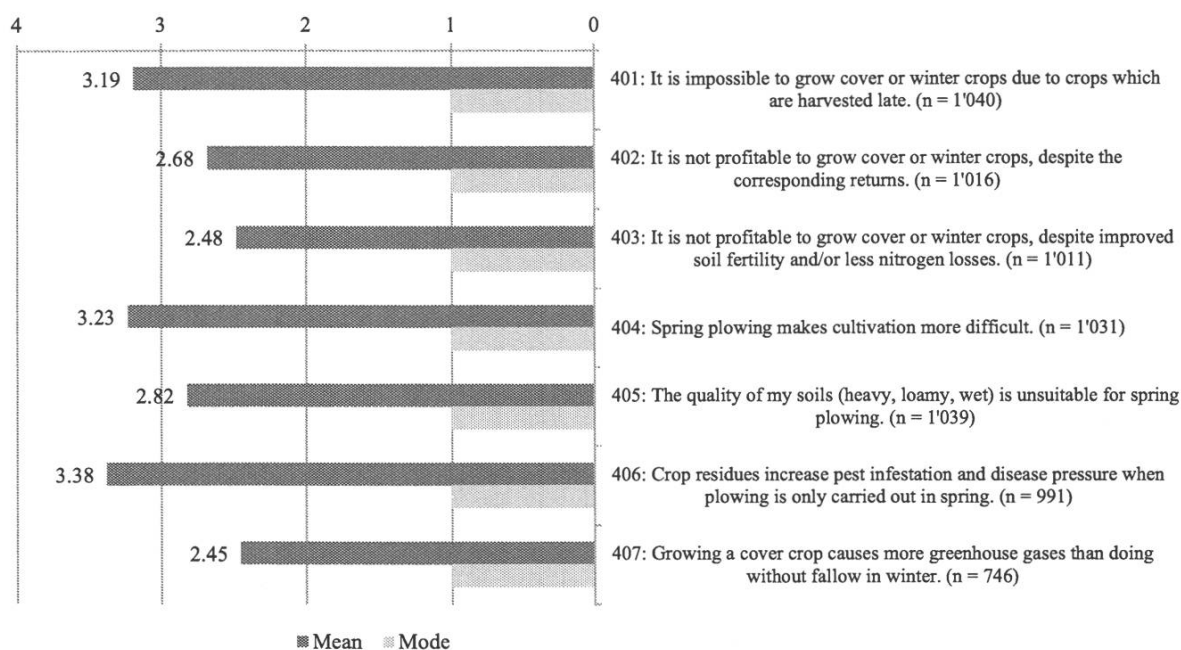 4 3 2 1 0
3.19
401: It is impossible to grow cover or winter crops due to crops which
are harvested late. (n = 1'040)
2.68
402: It is not profitable to grow cover or winter crops, despite the
corresponding returns. (n = 1'016)
2.48
403: It is not profitable to grow cover or winter crops, despite improved
soil fertility and/or less nitrogen losses. (n = 1'011)
3.23
404: Spring plowing makes cultivation more difficult. (n = 1'031)
2.82
405: The quality of my soils (heavy, loamy, wet) is unsuitable for spring
plowing. (n = 1'039)
3.38
406: Crop residues increase pest infestation and disease pressure when
plowing is only carried out in spring. (n = 991)
2.45
407: Growing a cover crop causes more greenhouse gases than doing
without fallow in winter. (n = 746)
Mean Mode